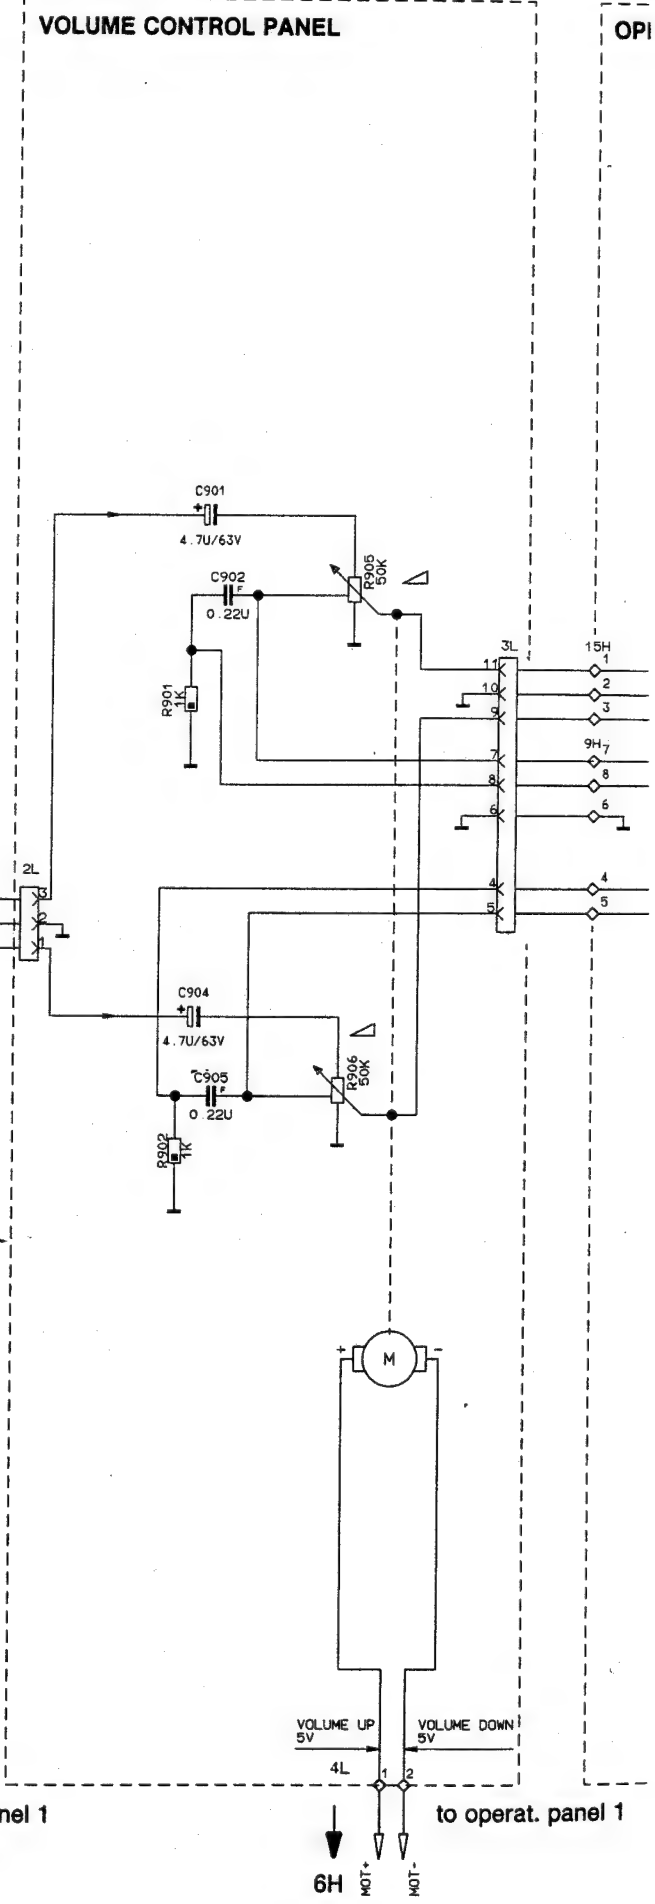 VOLUME CONTROL PANEL
OPI
C901
+
4.7U/63V
R905
50K
C902
F
0.22U
3L
15H
11
1
10
2
R901
1K
9
3
9H
7
7
8
8
6
6
2L
3
4
4
2
5
5
1
C904
+
4.7U/63V
R906
50K
C905
F
0.22U
R902
1K
+
M
-
VOLUME UP
5V
VOLUME DOWN
5V
4L
1
2
nel 1
to operat. panel 1
6H
MOT+
MOT-